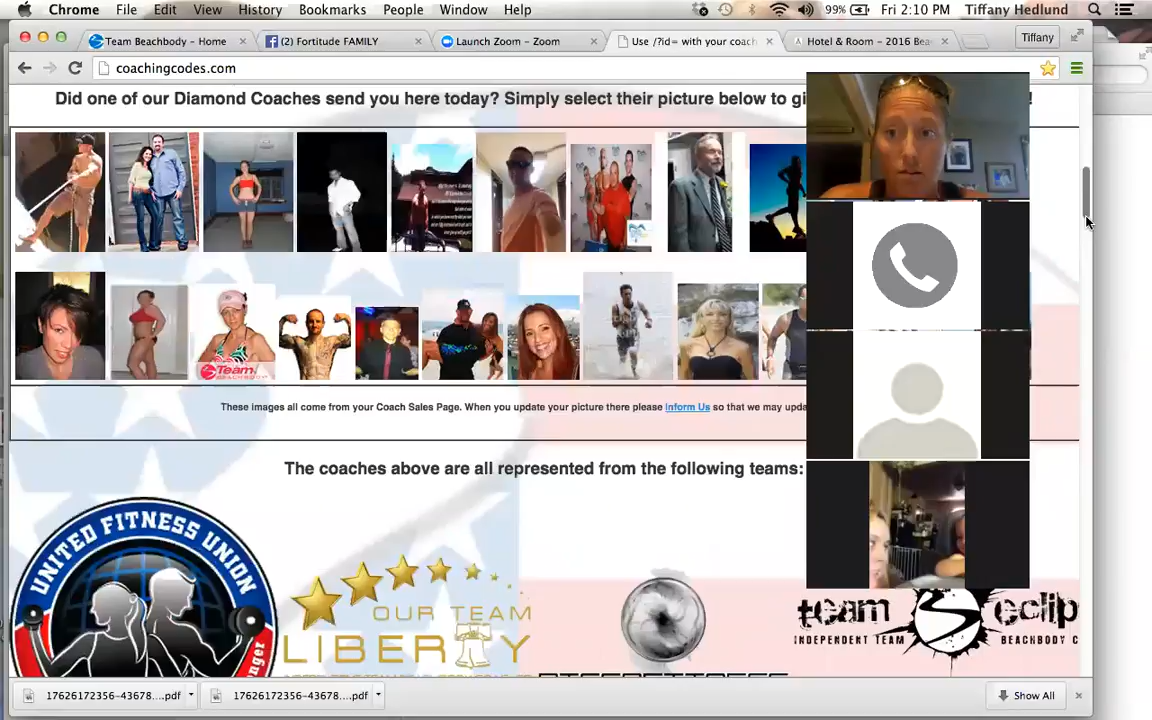 Chrome File Edit View History Bookmarks People Window Help 99% Fri 2:10 PM Tiffany Hedlund
Team Beachbody - Home × (2) Fortitude FAMILY × Launch Zoom - Zoom × Use /?id= with your coach × Hotel & Room - 2016 Bea × Tiffany
coachingcodes.com
Did one of our Diamond Coaches send you here today? Simply select their picture below to gi
Team
These images all come from your Coach Sales Page. When you update your picture there please Inform Us so that we may upda
The coaches above are all represented from the following teams:
UNITED FITNESS UNION
OUR TEAM
LIBERTY
team S eclip
INDEPENDENT TEAM BEACHBODY C
17626172356-43678....pdf 17626172356-43678....pdf Show All ×